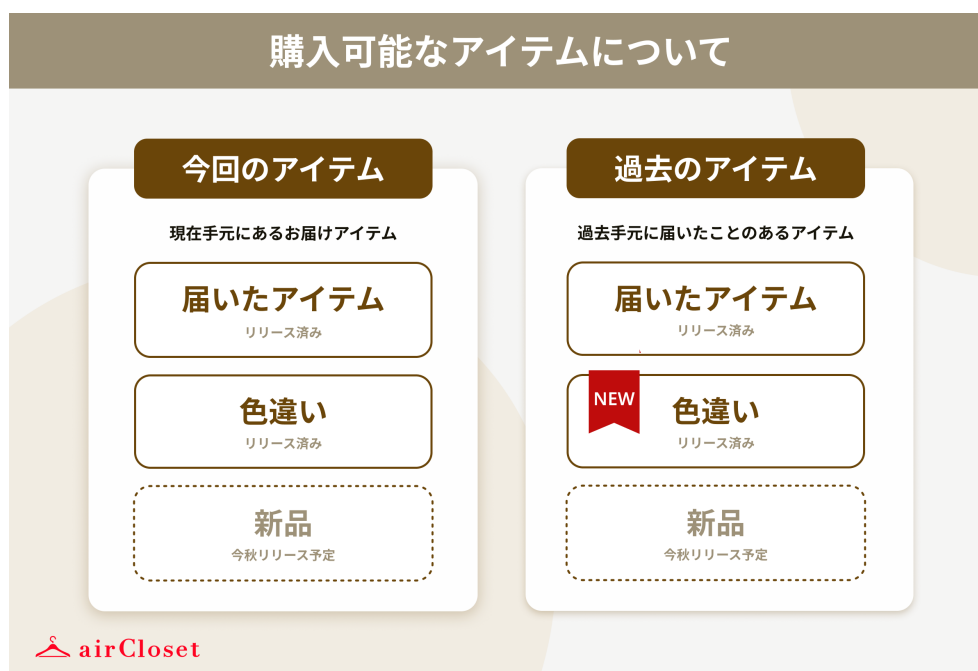 購入可能なアイテムについて
今回のアイテム
現在手元にあるお届けアイテム
届いたアイテム
リリース済み
色違い
リリース済み
新品
今秋リリース予定
過去のアイテム
過去手元に届いたことのあるアイテム
届いたアイテム
リリース済み
NEW
色違い
リリース済み
新品
今秋リリース予定
airCloset